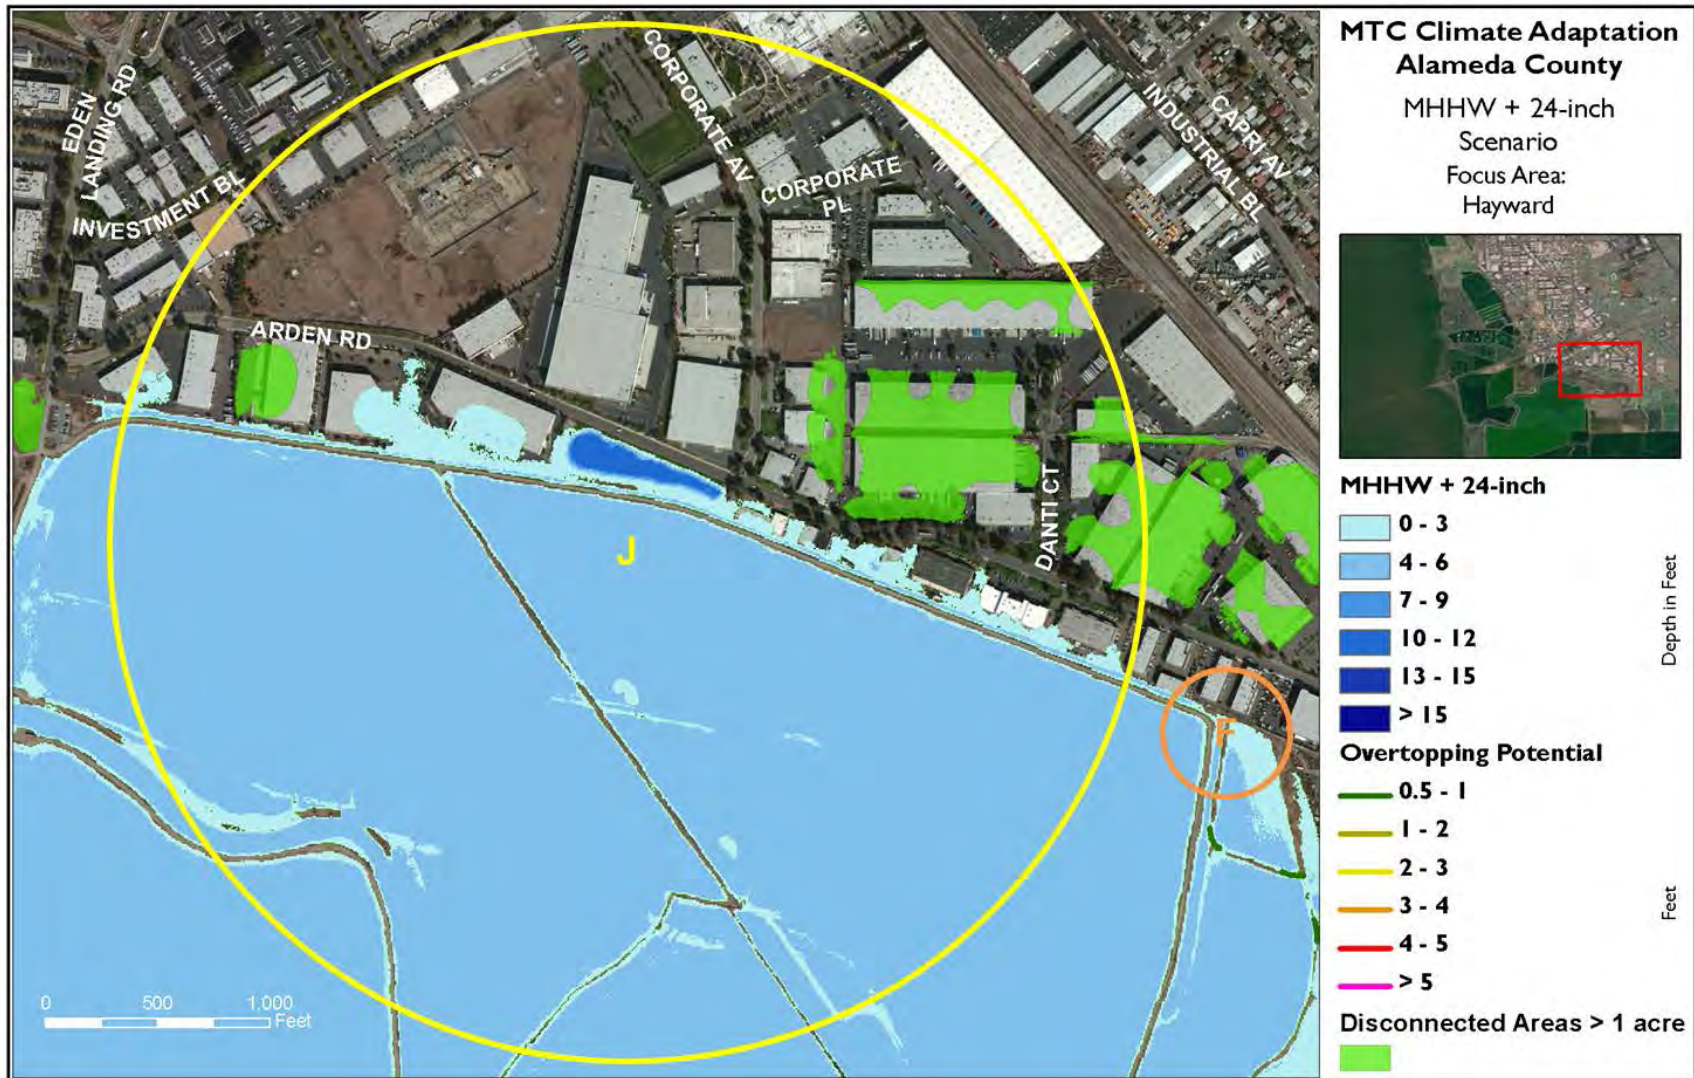 EDEN
LANDING RD
INVESTMENT BL
CORPORATE AV
CORPORATE
PL
INDUSTRIAL BL
CAPRI AV
ARDEN RD
DANTI CT
J
F
0 500 1,000
Feet
MTC Climate Adaptation
Alameda County
MHHW + 24-inch
Scenario
Focus Area:
Hayward
MHHW + 24-inch
0 - 3
4 - 6
7 - 9
10 - 12
13 - 15
> 15
Depth in Feet
Overtopping Potential
0.5 - 1
1 - 2
2 - 3
3 - 4
4 - 5
> 5
Feet
Disconnected Areas > 1 acre